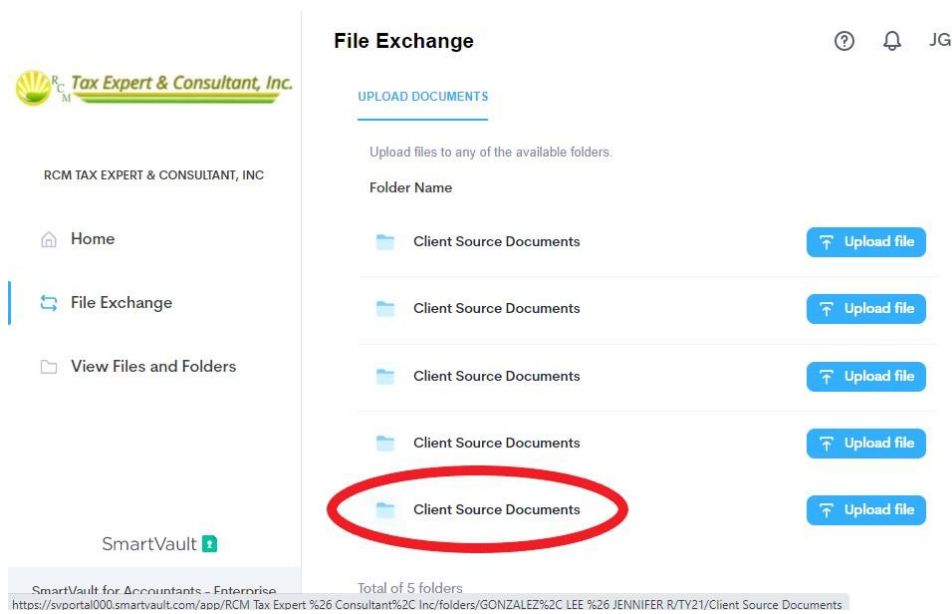 File Exchange
JG
RCM Tax Expert & Consultant, Inc.
UPLOAD DOCUMENTS
Upload files to any of the available folders.
RCM TAX EXPERT & CONSULTANT, INC
Folder Name
Home
Client Source Documents
Upload file
File Exchange
Client Source Documents
Upload file
View Files and Folders
Client Source Documents
Upload file
Client Source Documents
Upload file
Client Source Documents
Upload file
SmartVault
SmartVault for Accountants - Enterprise
Total of 5 folders
https://svportal000.smartvault.com/app/RCM Tax Expert %26 Consultant%2C Inc/folders/GONZALEZ%2C LEE %26 JENNIFER R/TY21/Client Source Documents